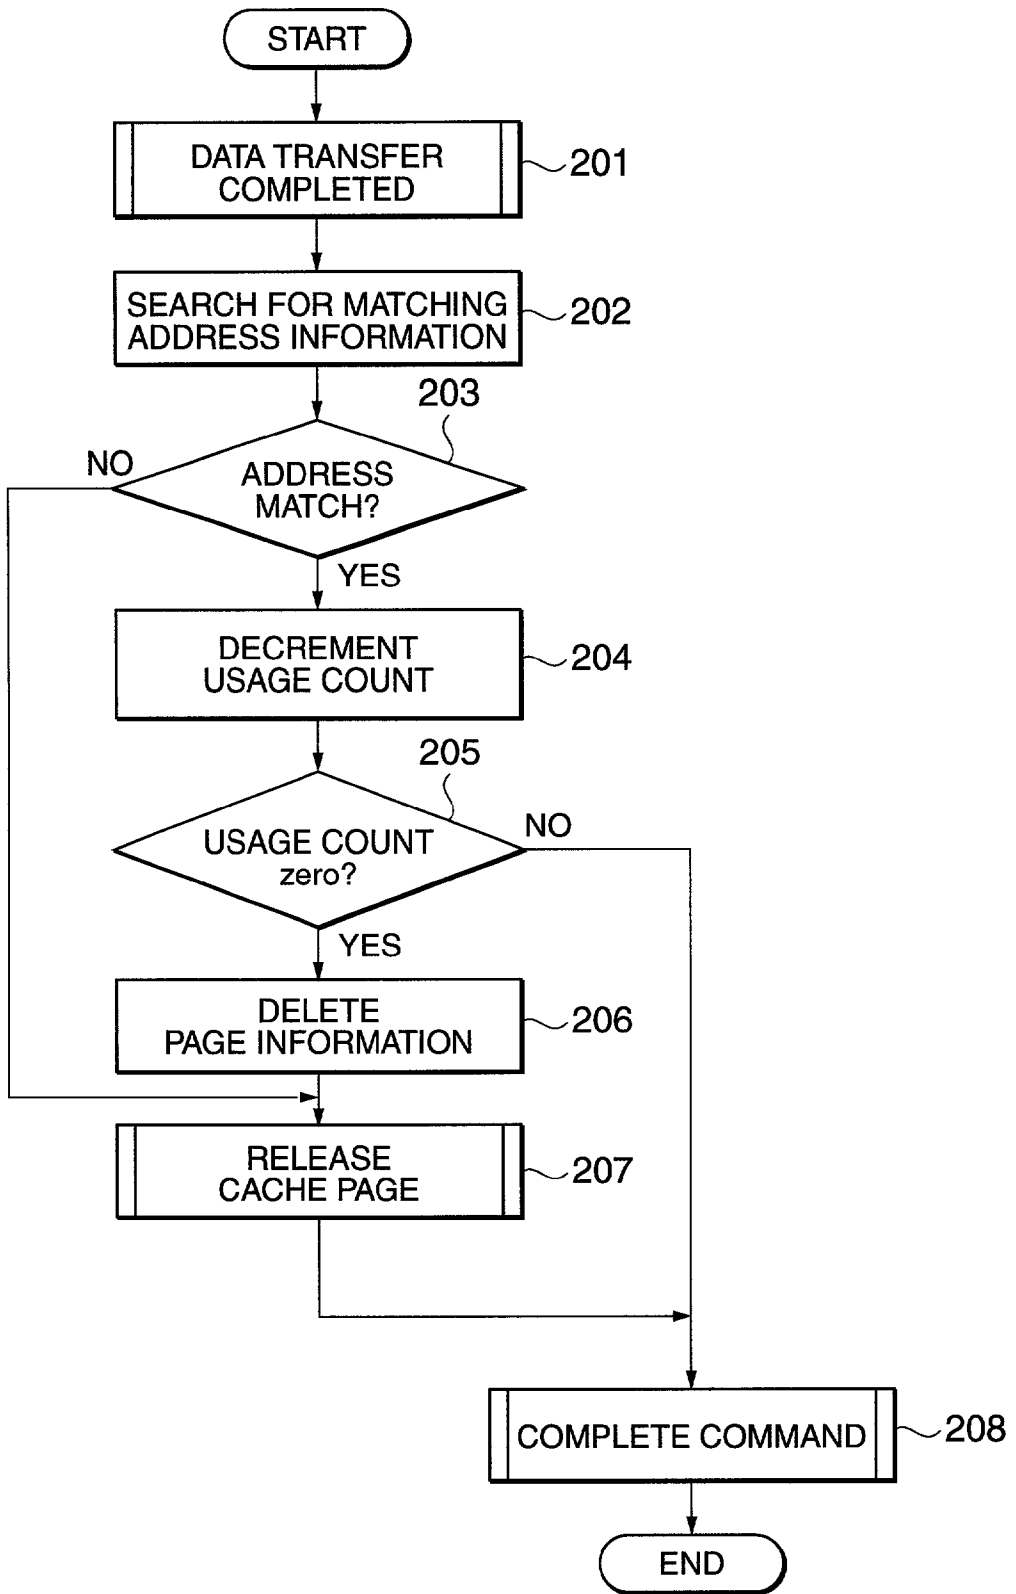 START
DATA TRANSFER
COMPLETED
201
SEARCH FOR MATCHING
ADDRESS INFORMATION
202
203
NO
ADDRESS
MATCH?
YES
DECREMENT
USAGE COUNT
204
205
USAGE COUNT
zero?
NO
YES
DELETE
PAGE INFORMATION
206
RELEASE
CACHE PAGE
207
COMPLETE COMMAND
208
END